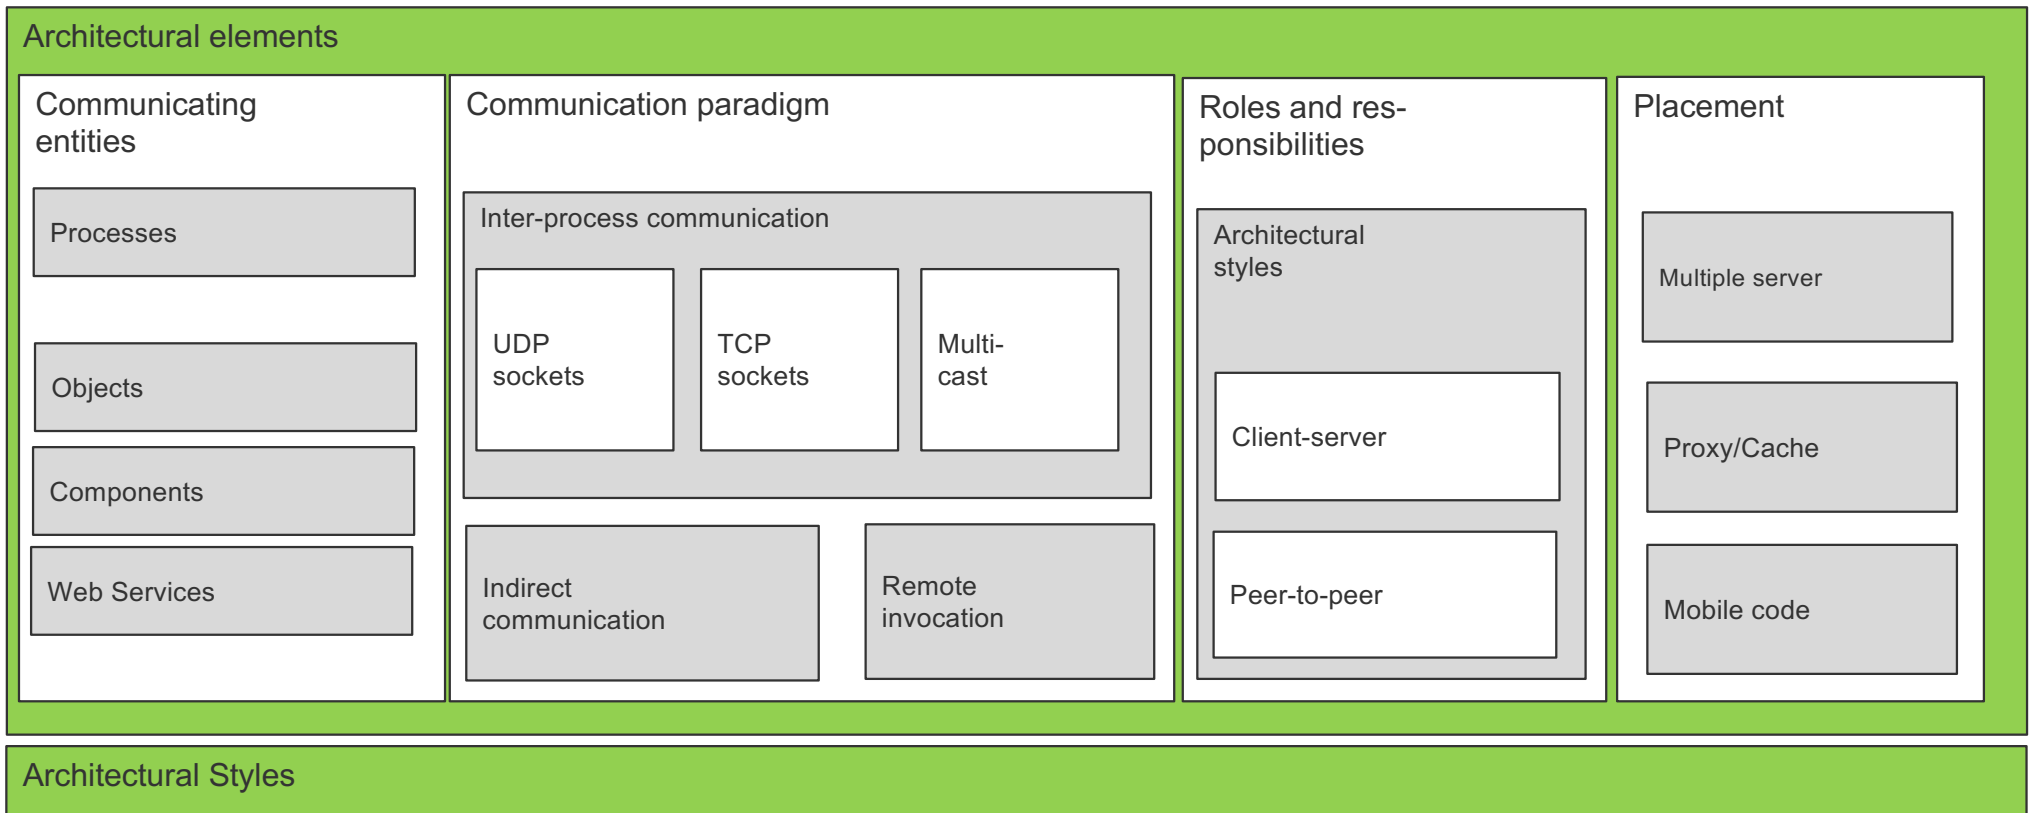 Architectural elements
Communicating
entities
Processes
Objects
Components
Web Services
Communication paradigm
Inter-process communication
UDP
sockets
TCP
sockets
Multi-
cast
Indirect
communication
Remote
invocation
Roles and res-
ponsibilities
Architectural
styles
Client-server
Peer-to-peer
Placement
Multiple server
Proxy/Cache
Mobile code
Architectural Styles